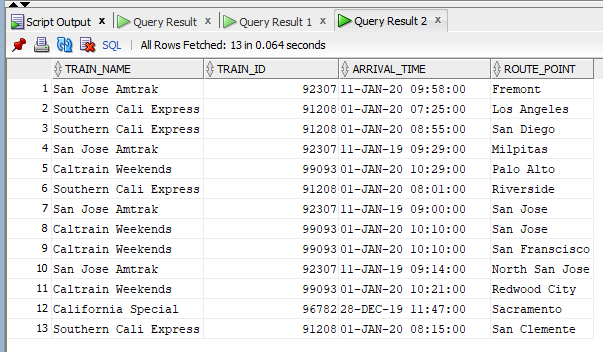 Script Output x Query Result x Query Result 1 x Query Result 2 x
SQL | All Rows Fetched: 13 in 0.064 seconds
TRAIN_NAME TRAIN_ID ARRIVAL_TIME ROUTE_POINT
1 San Jose Amtrak 92307 11-JAN-20 09:58:00 Fremont
2 Southern Cali Express 91208 01-JAN-20 07:25:00 Los Angeles
3 Southern Cali Express 91208 01-JAN-20 08:55:00 San Diego
4 San Jose Amtrak 92307 11-JAN-19 09:29:00 Milpitas
5 Caltrain Weekends 99093 01-JAN-20 10:29:00 Palo Alto
6 Southern Cali Express 91208 01-JAN-20 08:01:00 Riverside
7 San Jose Amtrak 92307 11-JAN-19 09:00:00 San Jose
8 Caltrain Weekends 99093 01-JAN-20 10:10:00 San Jose
9 Caltrain Weekends 99093 01-JAN-20 10:10:00 San Franscisco
10 San Jose Amtrak 92307 11-JAN-19 09:14:00 North San Jose
11 Caltrain Weekends 99093 01-JAN-20 10:21:00 Redwood City
12 California Special 96782 28-DEC-19 11:47:00 Sacramento
13 Southern Cali Express 91208 01-JAN-20 08:15:00 San Clemente